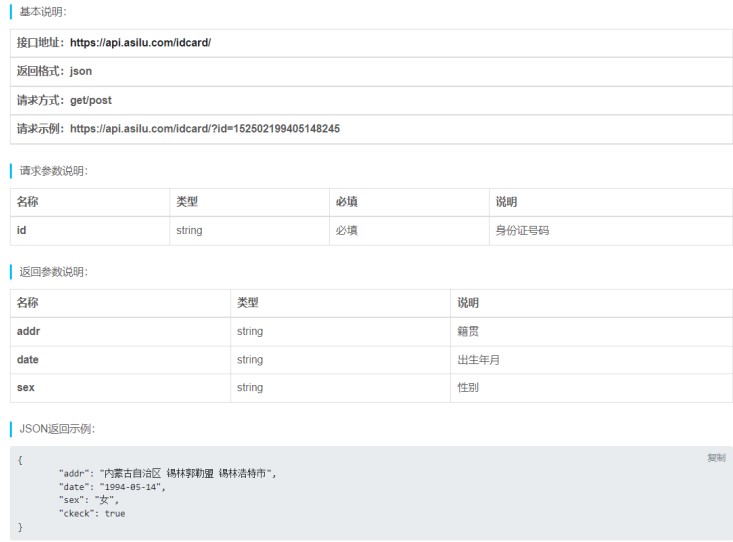 基本说明：
接口地址：https://api.asilu.com/idcard/
返回格式：json
请求方式：get/post
请求示例：https://api.asilu.com/idcard/?id=152502199405148245
请求参数说明：
名称 类型 必填 说明
id string 必填 身份证号码
返回参数说明：
名称 类型 说明
addr string 籍贯
date string 出生年月
sex string 性别
JSON返回示例：
复制
{
"addr": "内蒙古自治区 锡林郭勒盟 锡林浩特市",
"date": "1994-05-14",
"sex": "女",
"ckeck": true
}